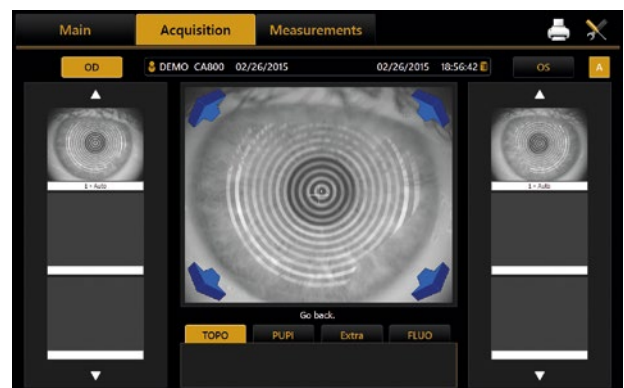 Main Acquisition Measurements
OD DEMO CA800 02/26/2015 02/26/2015 18:56:42 OS A
1 - Auto 1 - Auto
Go back.
TOPO PUPI Extra FLUO